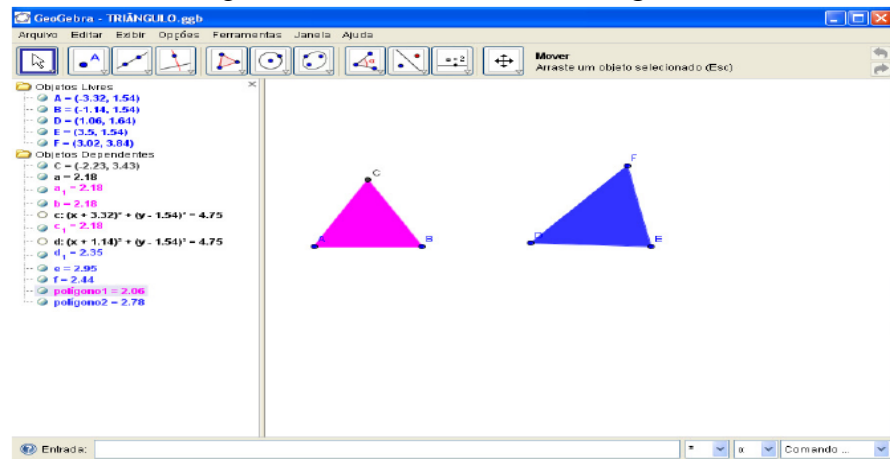 GeoGebra - TRIÂNGULO.ggb
Arquivo Editar Exibir Opções Ferramentas Janela Ajuda
A
a=2
Mover
Arraste um objeto selecionado (Esc)
Objetos Livres
A = (-3.32, 1.54)
B = (-1.14, 1.54)
D = (1.06, 1.64)
E = (3.5, 1.54)
F = (3.02, 3.84)
Objetos Dependentes
C = (-2.23, 3.43)
a = 2.18
a₁ = 2.18
b = 2.18
c: (x + 3.32)² + (y - 1.54)² = 4.75
c₁ = 2.18
d: (x + 1.14)² + (y - 1.54)² = 4.75
d₁ = 2.35
e = 2.95
f = 2.44
polígono1 = 2.06
polígono2 = 2.78
C
A
B
F
D
E
Entrada:
α
Comando ...